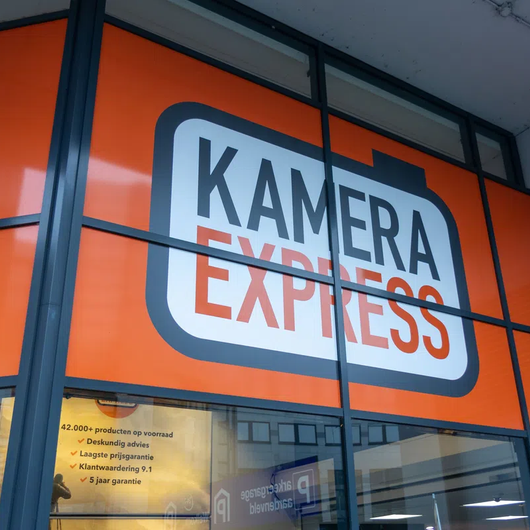 KAMERA
EXPRESS
42.000+ producten op voorraad
✓ Deskundig advies
✓ Laagste prijsgarantie
✓ Klantwaardering 9.1
✓ 5 jaar garantie
P